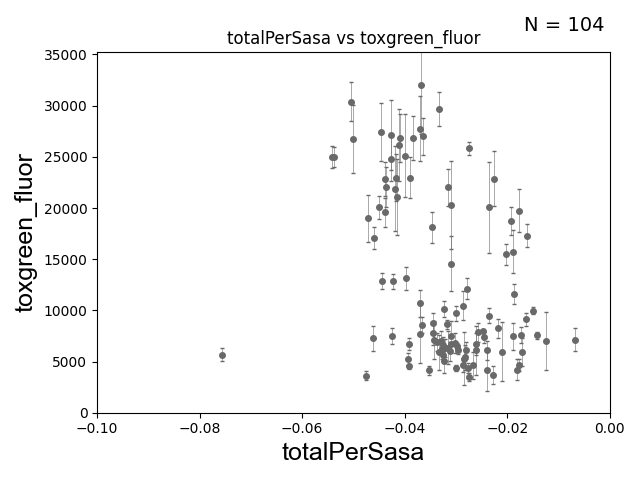 N = 104
totalPerSasa vs toxgreen_fluor
toxgreen_fluor
35000
30000
25000
20000
15000
10000
5000
0
−0.10 −0.08 −0.06 −0.04 −0.02 0.00
totalPerSasa